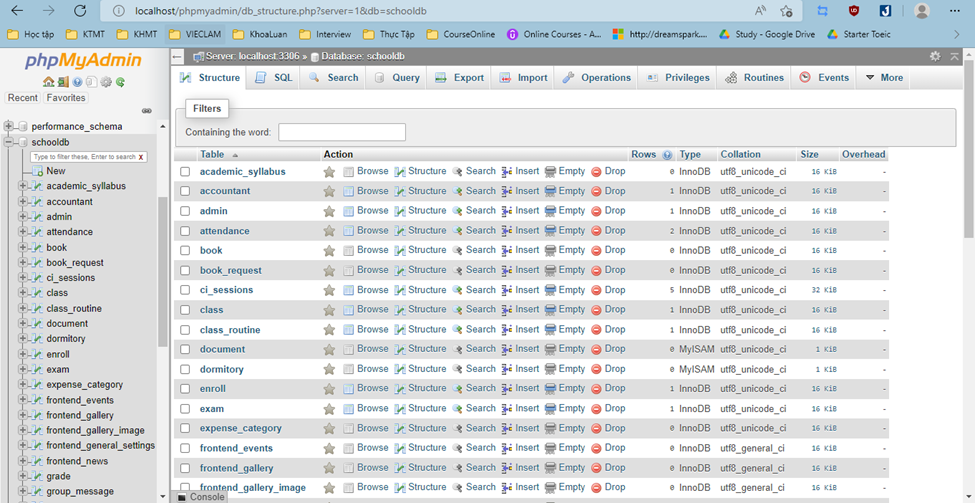 localhost/phpmyadmin/db_structure.php?server=1&db=schooldb
Học tập KTMT KHMT VIECLAM KhoaLuan Interview Thực Tập CourseOnline Online Courses - A... http://dreamspark.... Study - Google Drive Starter Toeic
phpMyAdmin
Recent Favorites
performance_schema
schooldb
Type to filter these, Enter to search X
New
academic_syllabus
accountant
admin
attendance
book
book_request
ci_sessions
class
class_routine
document
dormitory
enroll
exam
expense_category
frontend_events
frontend_gallery
frontend_gallery_image
frontend_general_settings
frontend_news
grade
group_message
Server: localhost:3306 » Database: schooldb
Structure SQL Search Query Export Import Operations Privileges Routines Events More
Filters
Containing the word:
Table Action Rows Type Collation Size Overhead
academic_syllabus Browse Structure Search Insert Empty Drop 0 InnoDB utf8_unicode_ci 16 KiB -
accountant Browse Structure Search Insert Empty Drop 1 InnoDB utf8_unicode_ci 16 KiB -
admin Browse Structure Search Insert Empty Drop 1 InnoDB utf8_unicode_ci 16 KiB -
attendance Browse Structure Search Insert Empty Drop 2 InnoDB utf8_unicode_ci 16 KiB -
book Browse Structure Search Insert Empty Drop 0 InnoDB utf8_unicode_ci 16 KiB -
book_request Browse Structure Search Insert Empty Drop 0 InnoDB utf8_unicode_ci 16 KiB -
ci_sessions Browse Structure Search Insert Empty Drop 5 InnoDB utf8_unicode_ci 32 KiB -
class Browse Structure Search Insert Empty Drop 1 InnoDB utf8_unicode_ci 16 KiB -
class_routine Browse Structure Search Insert Empty Drop 1 InnoDB utf8_unicode_ci 16 KiB -
document Browse Structure Search Insert Empty Drop 0 MyISAM utf8_unicode_ci 1 KiB -
dormitory Browse Structure Search Insert Empty Drop 0 MyISAM utf8_unicode_ci 1 KiB -
enroll Browse Structure Search Insert Empty Drop 1 InnoDB utf8_unicode_ci 16 KiB -
exam Browse Structure Search Insert Empty Drop 1 InnoDB utf8_unicode_ci 16 KiB -
expense_category Browse Structure Search Insert Empty Drop 0 InnoDB utf8_unicode_ci 16 KiB -
frontend_events Browse Structure Search Insert Empty Drop 0 InnoDB utf8_general_ci 16 KiB -
frontend_gallery Browse Structure Search Insert Empty Drop 0 InnoDB utf8_general_ci 16 KiB -
frontend_gallery_image Browse Structure Search Insert Empty Drop 0 InnoDB utf8_general_ci 16 KiB -
Console